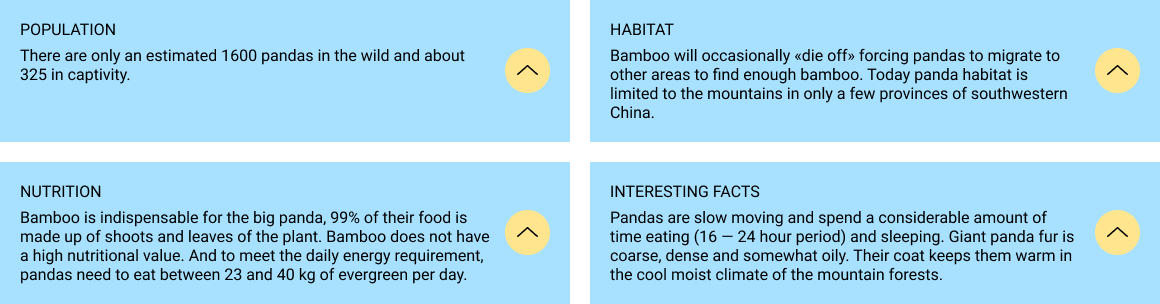 POPULATION
There are only an estimated 1600 pandas in the wild and about
325 in captivity.
HABITAT
Bamboo will occasionally «die off» forcing pandas to migrate to
other areas to find enough bamboo. Today panda habitat is
limited to the mountains in only a few provinces of southwestern
China.
NUTRITION
Bamboo is indispensable for the big panda, 99% of their food is
made up of shoots and leaves of the plant. Bamboo does not have
a high nutritional value. And to meet the daily energy requirement,
pandas need to eat between 23 and 40 kg of evergreen per day.
INTERESTING FACTS
Pandas are slow moving and spend a considerable amount of
time eating (16 — 24 hour period) and sleeping. Giant panda fur is
coarse, dense and somewhat oily. Their coat keeps them warm in
the cool moist climate of the mountain forests.